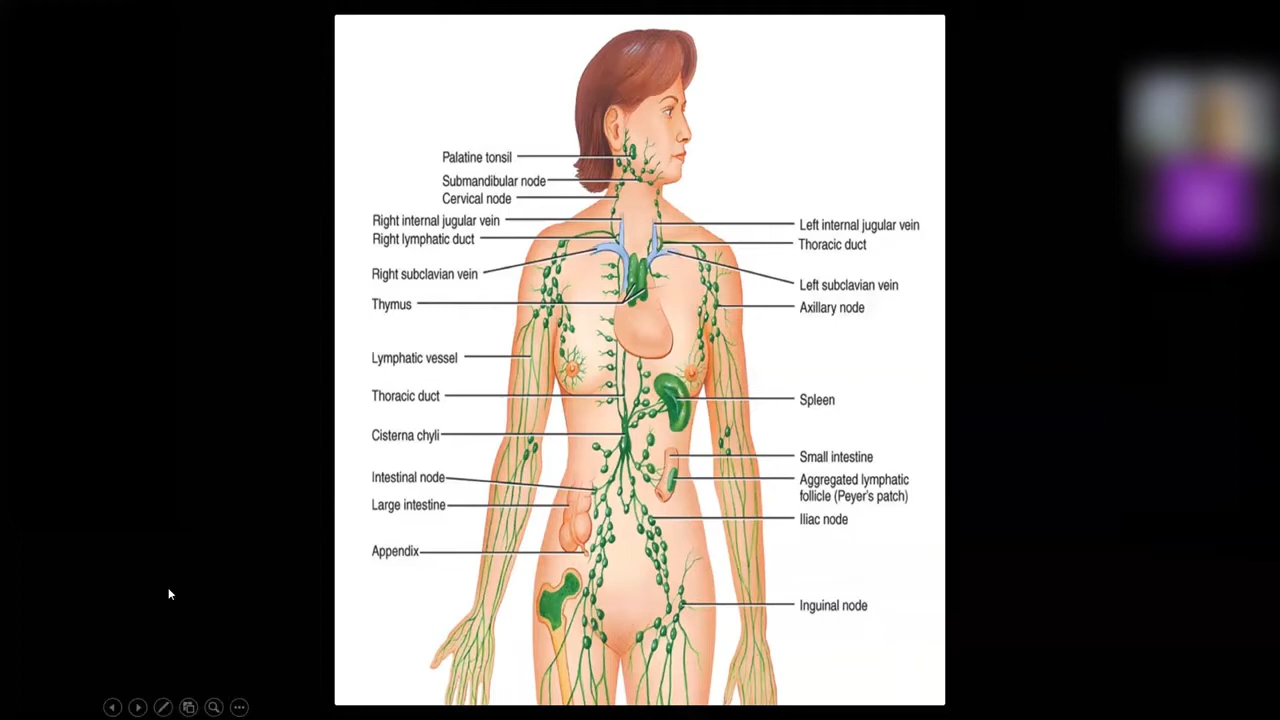 Palatine tonsil
Submandibular node
Cervical node
Right internal jugular vein
Right lymphatic duct
Right subclavian vein
Thymus
Lymphatic vessel
Thoracic duct
Cisterna chyli
Intestinal node
Large intestine
Appendix
Left internal jugular vein
Thoracic duct
Left subclavian vein
Axillary node
Spleen
Small intestine
Aggregated lymphatic
follicle (Peyer's patch)
Iliac node
Inguinal node